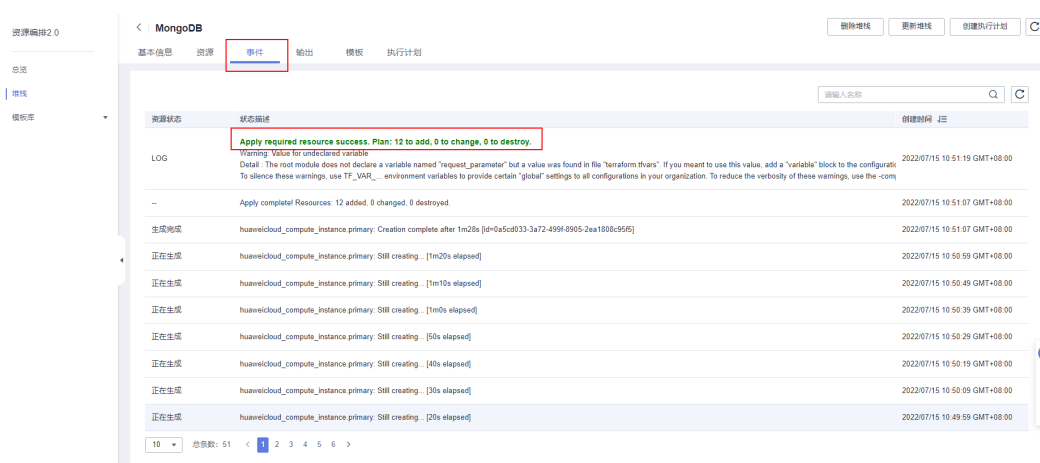 资源编排2.0
总览
堆栈
模板库
MongoDB
删除堆栈
更新堆栈
创建执行计划
基本信息
资源
事件
输出
模板
执行计划
请输入名称
资源状态 状态描述 创建时间
Apply required resource success. Plan: 12 to add, 0 to change, 0 to destroy.
Warning: Value for undeclared variable
LOG
Detail : The root module does not declare a variable named "request_parameter" but a value was found in file "terraform.tfvars". If you meant to use this value, add a "variable" block to the configuratio
2022/07/15 10:51:19 GMT+08:00
To silence these warnings, use TF_VAR_... environment variables to provide certain "global" settings to all configurations in your organization. To reduce the verbosity of these warnings, use the -comp
-- Apply complete! Resources: 12 added, 0 changed, 0 destroyed. 2022/07/15 10:51:07 GMT+08:00
生成完成 huaweicloud_compute_instance.primary: Creation complete after 1m28s [id=0a5cd033-3a72-499f-8905-2ea1808c95f5] 2022/07/15 10:51:07 GMT+08:00
正在生成 huaweicloud_compute_instance.primary: Still creating... [1m20s elapsed] 2022/07/15 10:50:59 GMT+08:00
正在生成 huaweicloud_compute_instance.primary: Still creating... [1m10s elapsed] 2022/07/15 10:50:49 GMT+08:00
正在生成 huaweicloud_compute_instance.primary: Still creating... [1m0s elapsed] 2022/07/15 10:50:39 GMT+08:00
正在生成 huaweicloud_compute_instance.primary: Still creating... [50s elapsed] 2022/07/15 10:50:29 GMT+08:00
正在生成 huaweicloud_compute_instance.primary: Still creating... [40s elapsed] 2022/07/15 10:50:19 GMT+08:00
正在生成 huaweicloud_compute_instance.primary: Still creating... [30s elapsed] 2022/07/15 10:50:09 GMT+08:00
正在生成 huaweicloud_compute_instance.primary: Still creating... [20s elapsed] 2022/07/15 10:49:59 GMT+08:00
10 总条数: 51 < 1 2 3 4 5 6 >